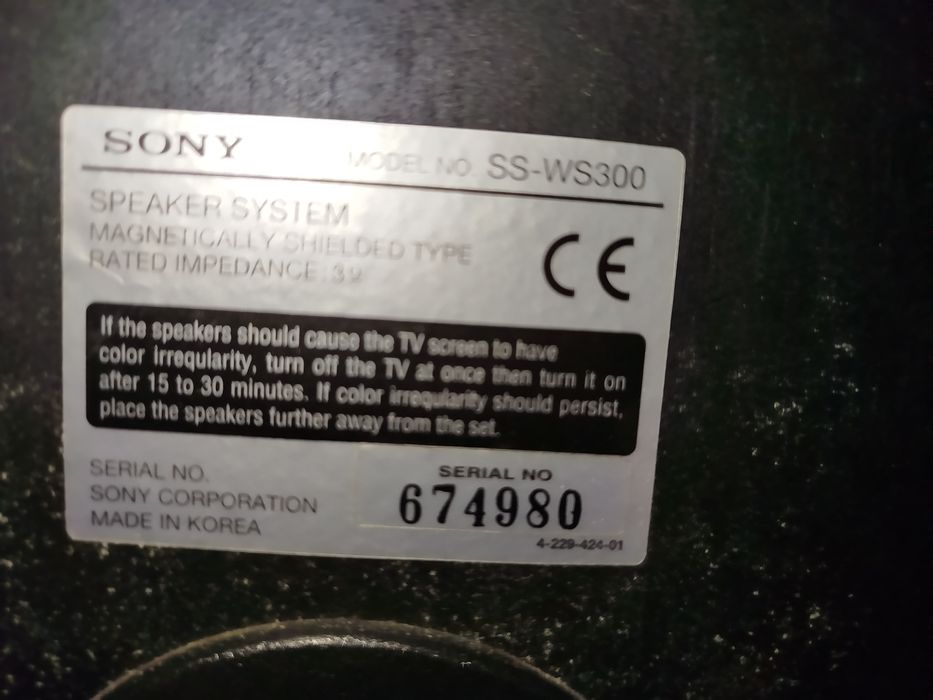 SONY MODEL NO. SS-WS300
SPEAKER SYSTEM
MAGNETICALLY SHIELDED TYPE
RATED IMPEDANCE:3Ω
CE
If the speakers should cause the TV screen to have
color irregularity, turn off the TV at once then turn it on
after 15 to 30 minutes. If color irregularity should persist,
place the speakers further away from the set.
SERIAL NO.
SONY CORPORATION
MADE IN KOREA
SERIAL NO
674980
4-229-424-01